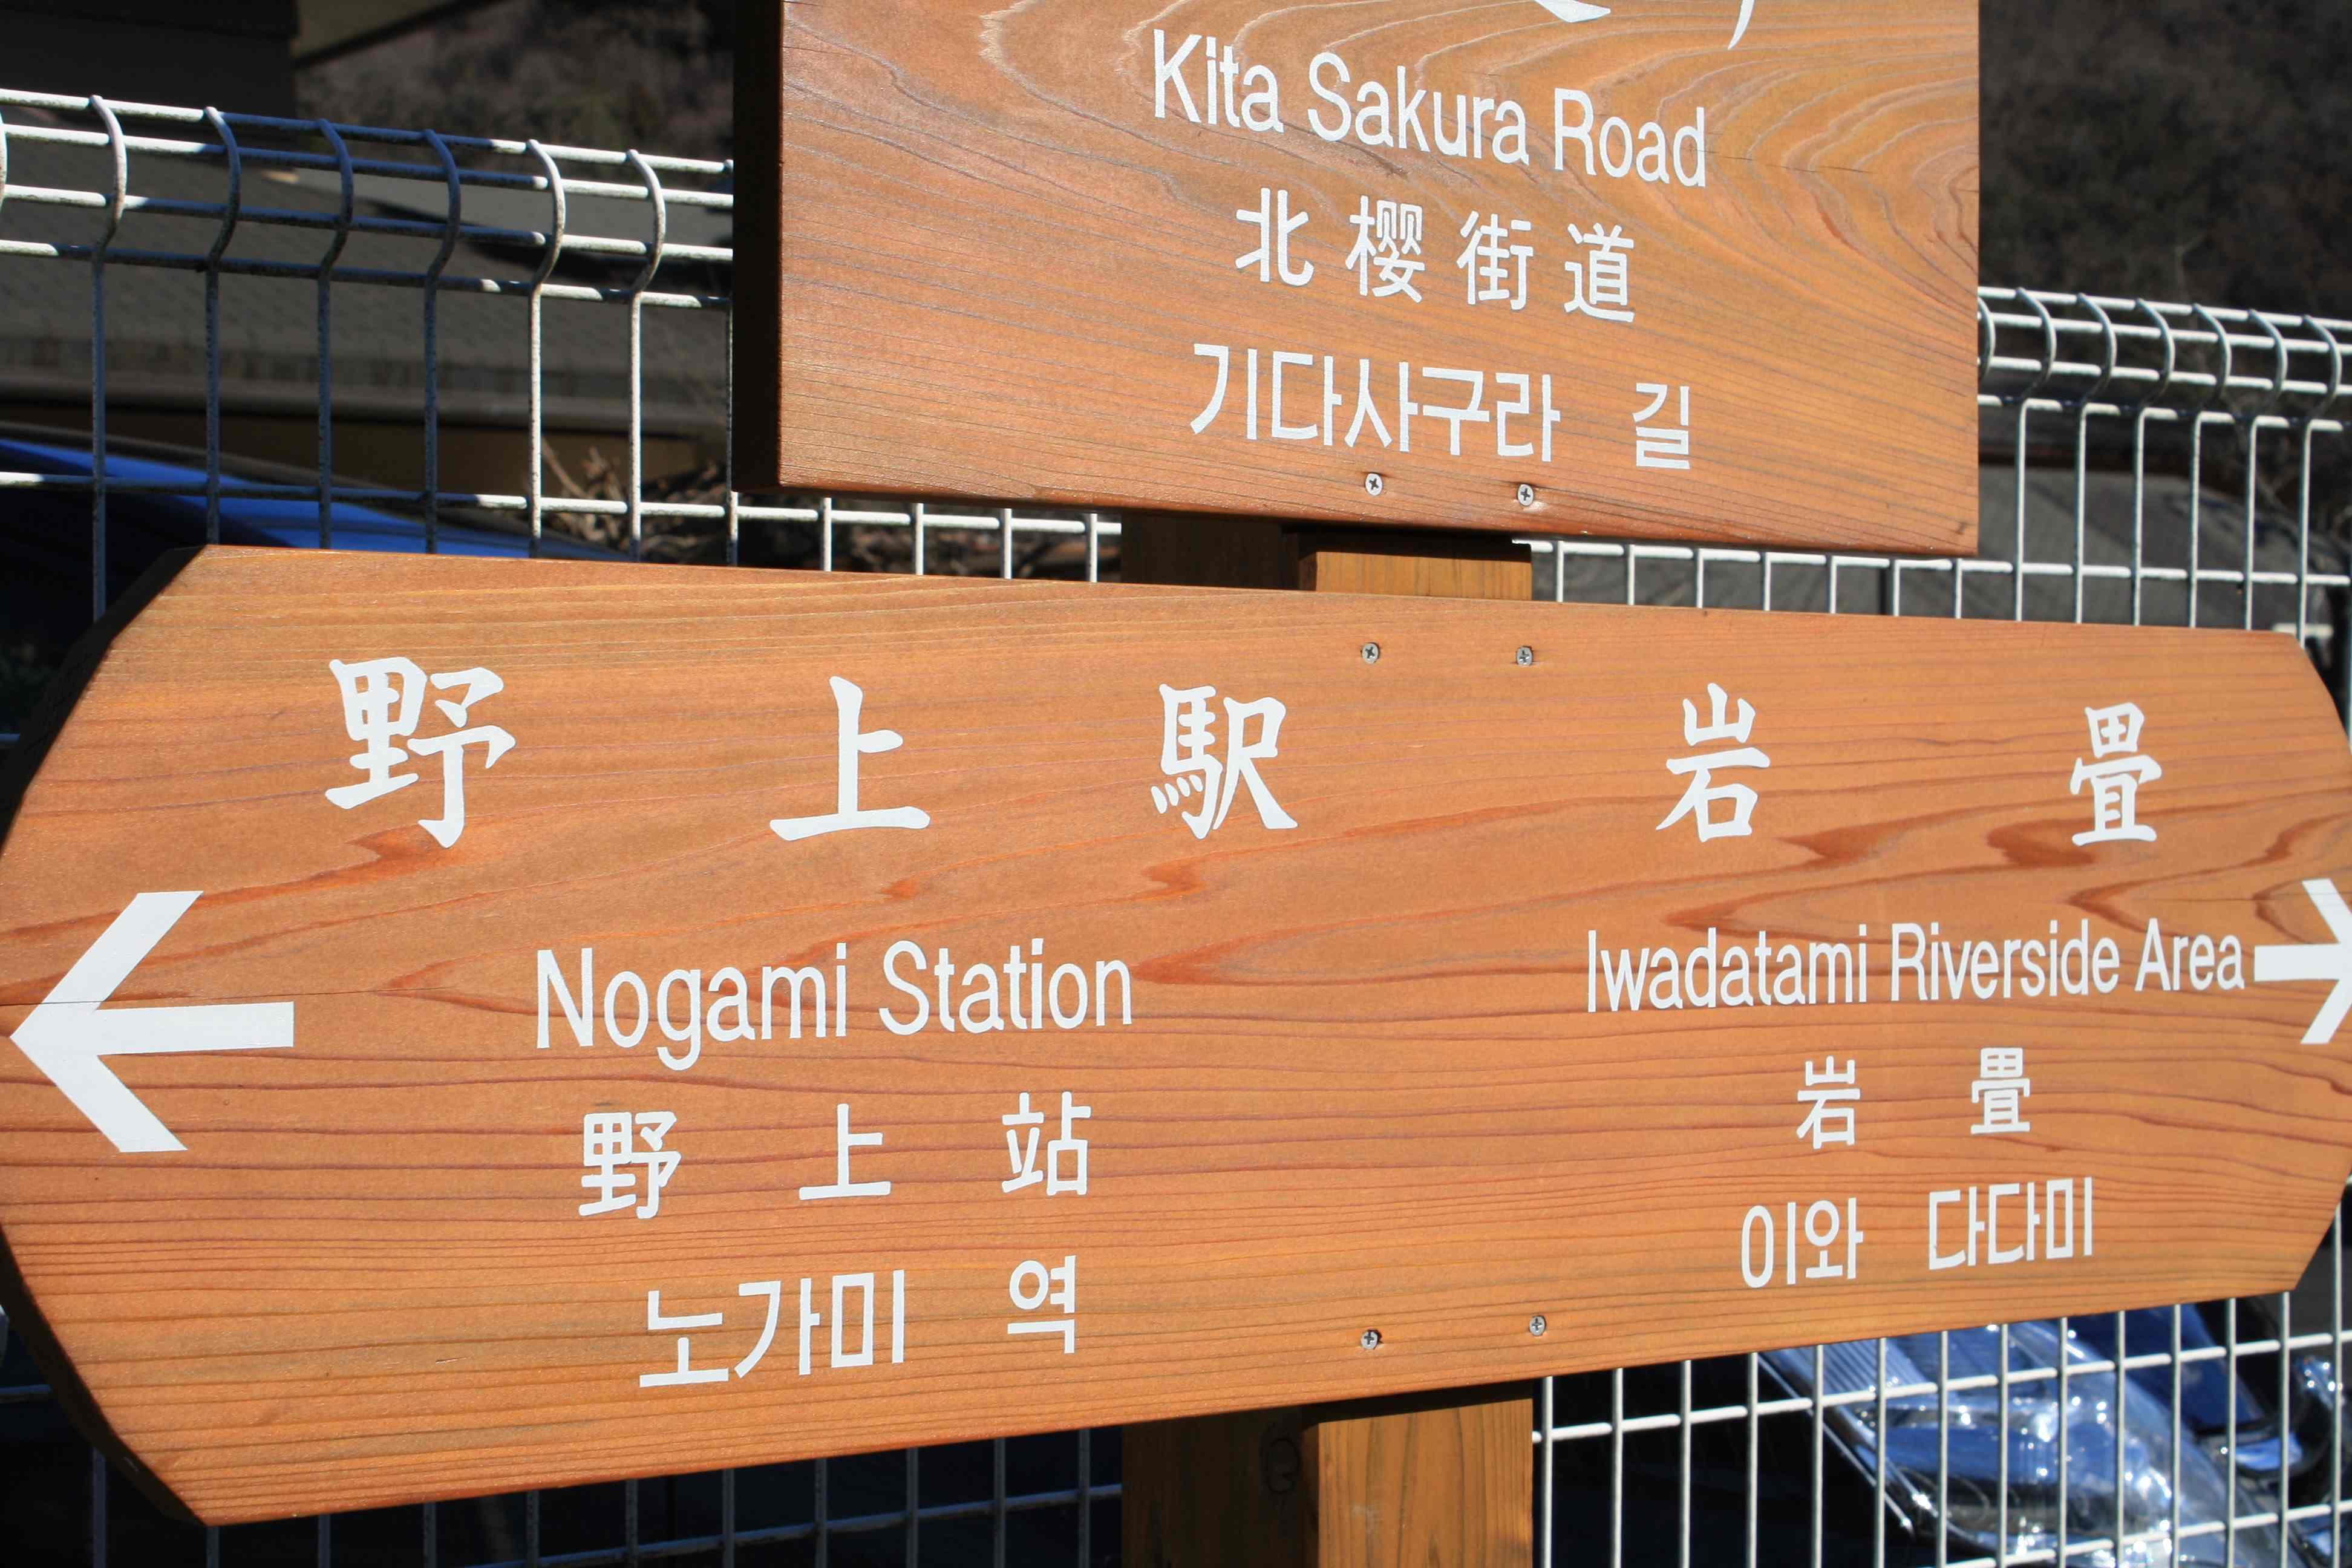 Kita Sakura Road
北樱街道
기다사구라 길
野上駅
Nogami Station
野上站
노가미 역
岩畳
Iwadatami Riverside Area
岩畳
이와 다다미